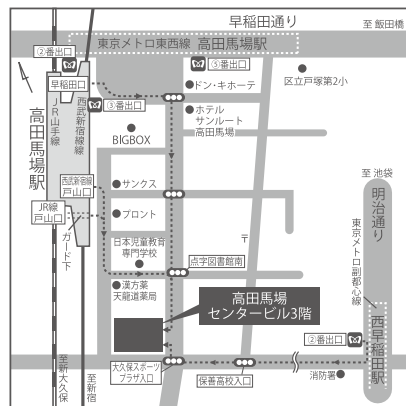 早稲田通り
至 飯田橋
②番出口
東京メトロ東西線 高田馬場駅
早稲田口
⑤番出口
ドン・キホーテ
区立戸塚第2小
③番出口
ホテル
サンルート
高田馬場
高田馬場駅
JR山手線
西武新宿線
BIGBOX
西武新宿線
戸山口
JR線
戸山口
ガード下
サンクス
プロント
日本児童教育
専門学校
〒
点字図書館南
至 池袋
明治通り
東京メトロ副都心線
漢方薬
天龍道薬局
高田馬場
センタービル3階
②番出口
西早稲田駅
大久保スポーツ
プラザ入口
保善高校入口
消防署
至新大久保
至新宿